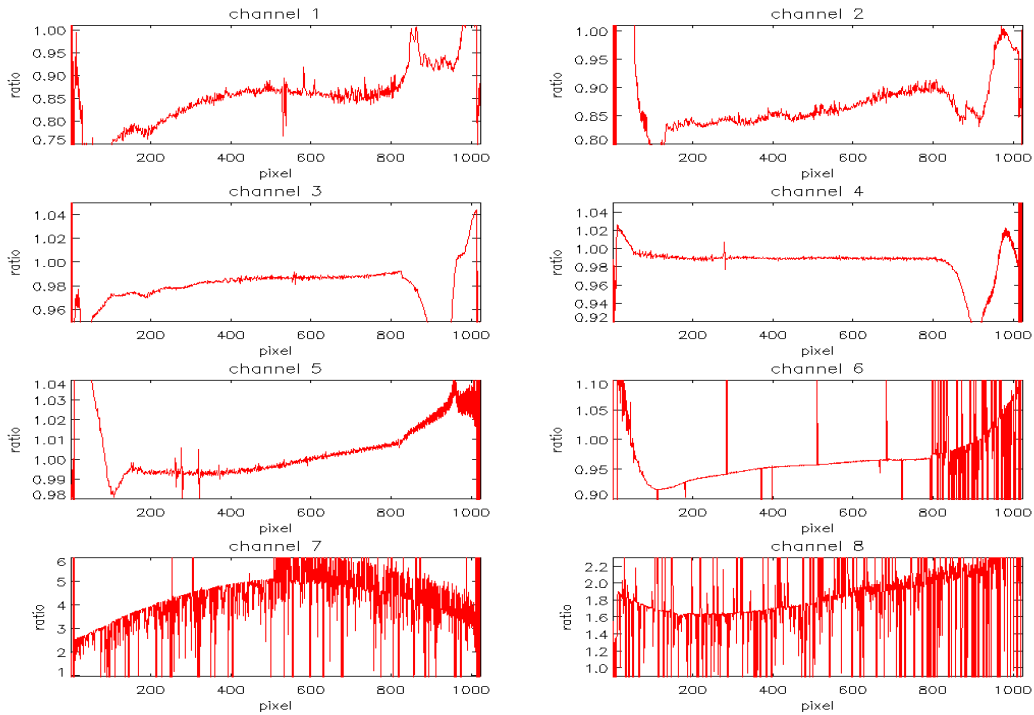 channel 1
1.00
0.95
0.90
0.85
0.80
0.75
ratio
200 400 600 800 1000
pixel
channel 2
1.00
0.95
0.90
0.85
0.80
ratio
200 400 600 800 1000
pixel
channel 3
1.04
1.02
1.00
0.98
0.96
ratio
200 400 600 800 1000
pixel
channel 4
1.04
1.02
1.00
0.98
0.96
0.94
0.92
ratio
200 400 600 800 1000
pixel
channel 5
1.04
1.03
1.02
1.01
1.00
0.99
0.98
ratio
200 400 600 800 1000
pixel
channel 6
1.10
1.05
1.00
0.95
0.90
ratio
200 400 600 800 1000
pixel
channel 7
6
5
4
3
2
1
ratio
200 400 600 800 1000
pixel
channel 8
2.2
2.0
1.8
1.6
1.4
1.2
1.0
ratio
200 400 600 800 1000
pixel